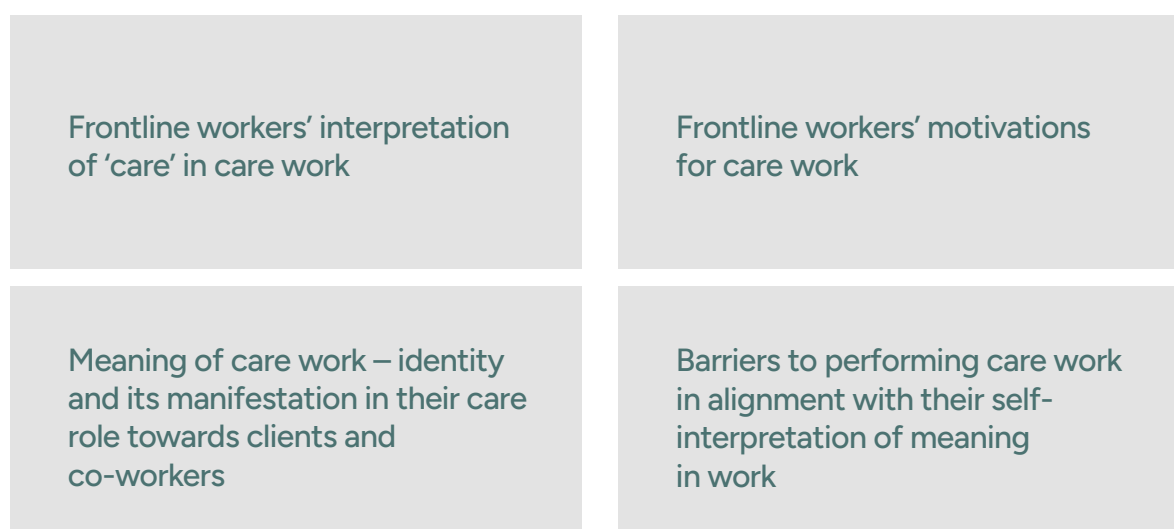 Frontline workers’ interpretation
of ‘care’ in care work
Frontline workers’ motivations
for care work
Meaning of care work – identity
and its manifestation in their care
role towards clients and
co-workers
Barriers to performing care work
in alignment with their self-
interpretation of meaning
in work